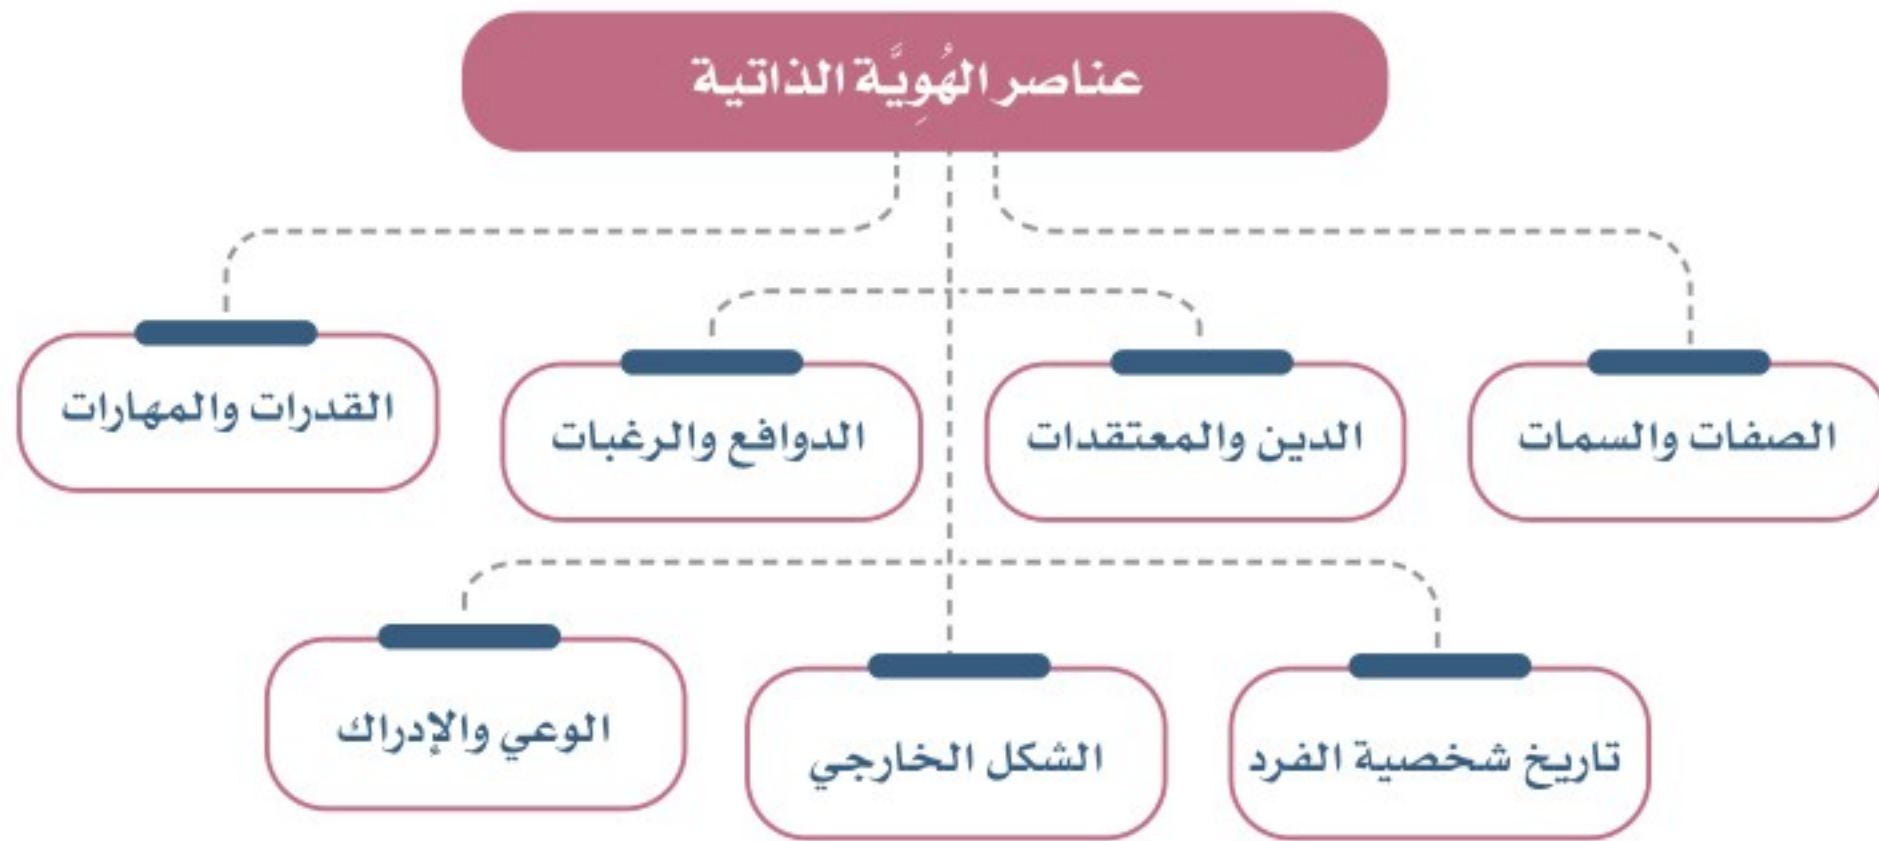 عناصر الهُوِيَّة الذاتية
الصفات والسمات
الدين والمعتقدات
الدوافع والرغبات
القدرات والمهارات
تاريخ شخصية الفرد
الشكل الخارجي
الوعي والإدراك